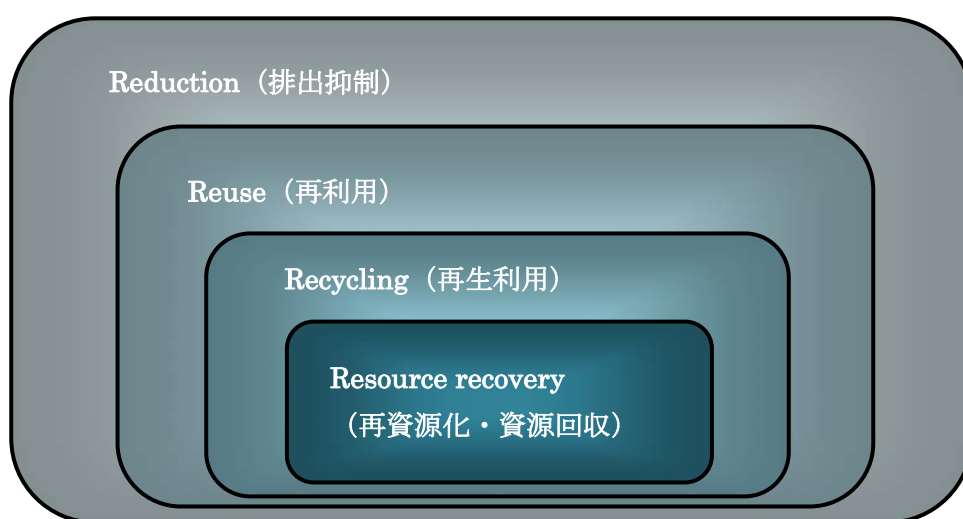 Reduction（排出抑制）
Reuse（再利用）
Recycling（再生利用）
Resource recovery
（再資源化・資源回収）